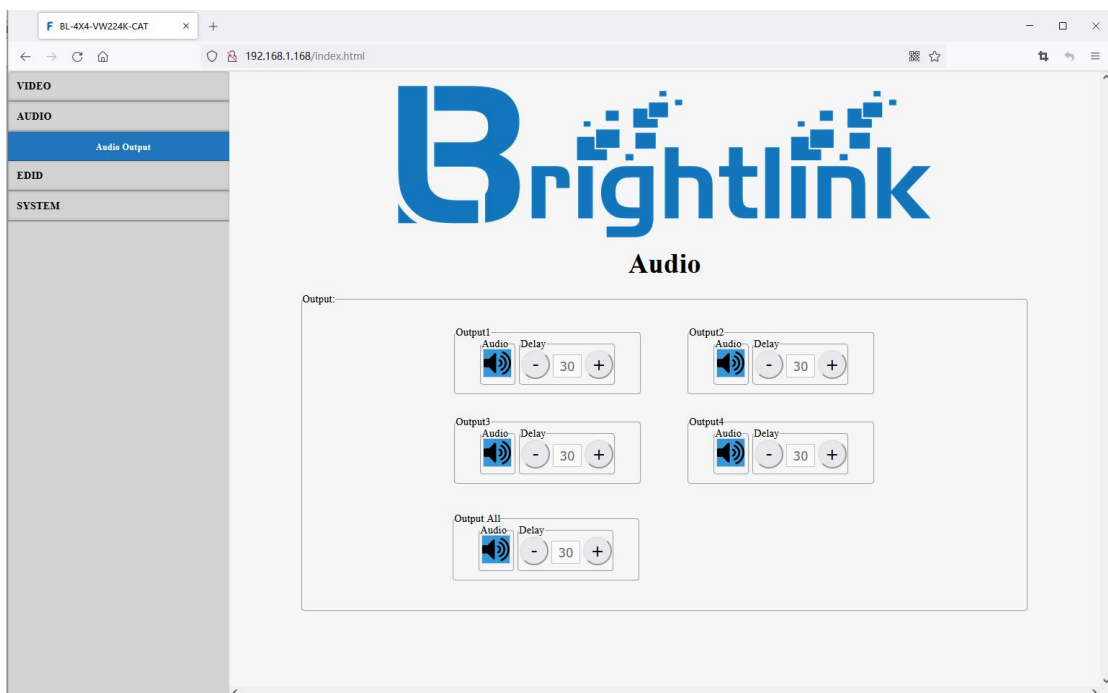 BL-4X4-VW224K-CAT
192.168.1.168/index.html
VIDEO
AUDIO
Audio Output
EDID
SYSTEM
Brightlink
Audio
Output:
Output1
Audio Delay
- 30 +
Output2
Audio Delay
- 30 +
Output3
Audio Delay
- 30 +
Output4
Audio Delay
- 30 +
Output All
Audio Delay
- 30 +